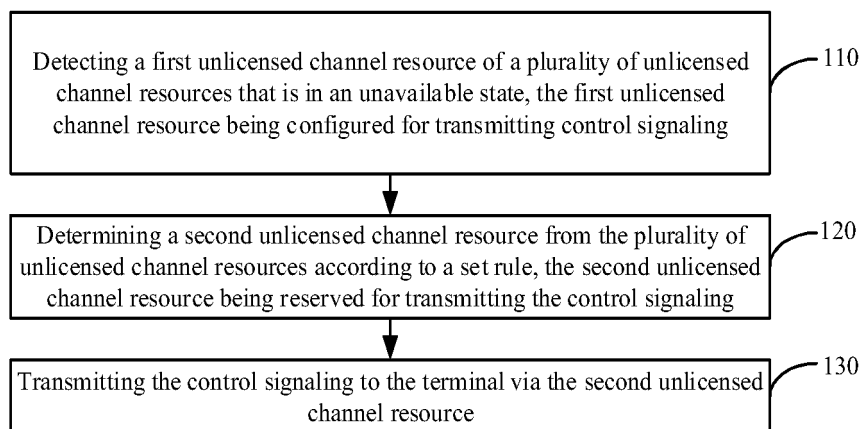 Detecting a first unlicensed channel resource of a plurality of unlicensed
channel resources that is in an unavailable state, the first unlicensed
channel resource being configured for transmitting control signaling
110
Determining a second unlicensed channel resource from the plurality of
unlicensed channel resources according to a set rule, the second unlicensed
channel resource being reserved for transmitting the control signaling
120
Transmitting the control signaling to the terminal via the second unlicensed
channel resource
130